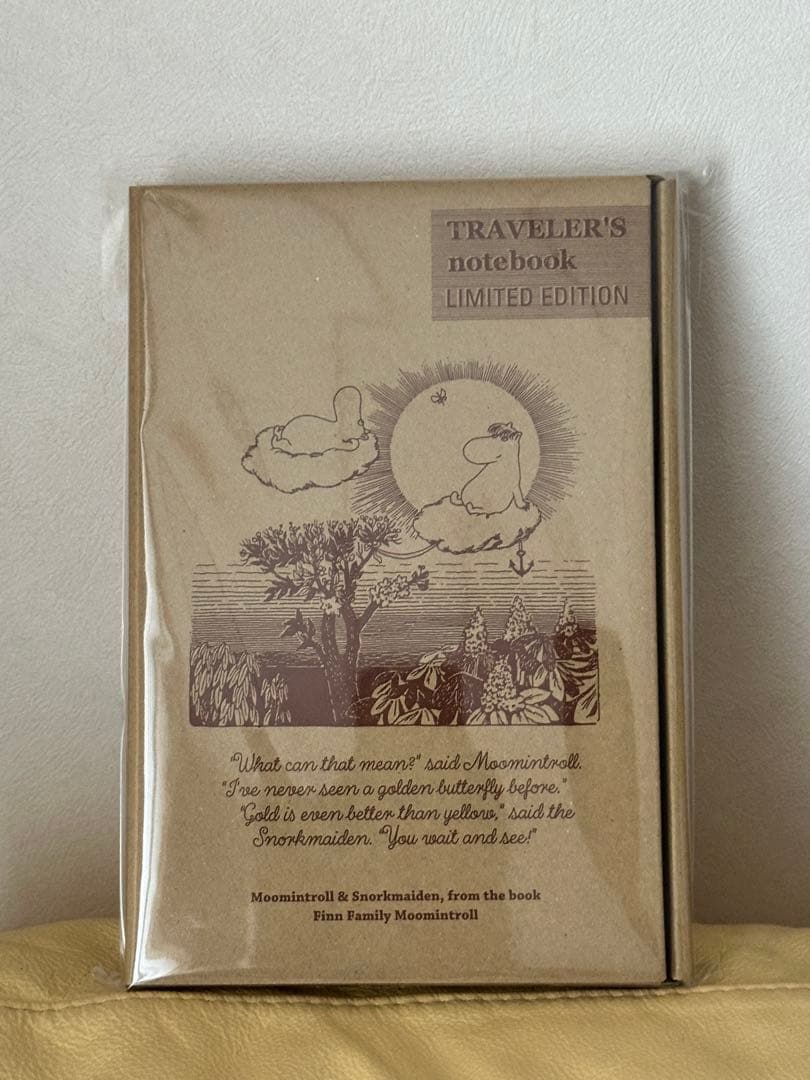 TRAVELER'S
notebook
LIMITED EDITION
"What can that mean?" said Moomintroll.
"I've never seen a golden butterfly before."
"Gold is even better than yellow," said the
Snorkmaiden. "You wait and see!"
Moomintroll & Snorkmaiden, from the book
Finn Family Moomintroll